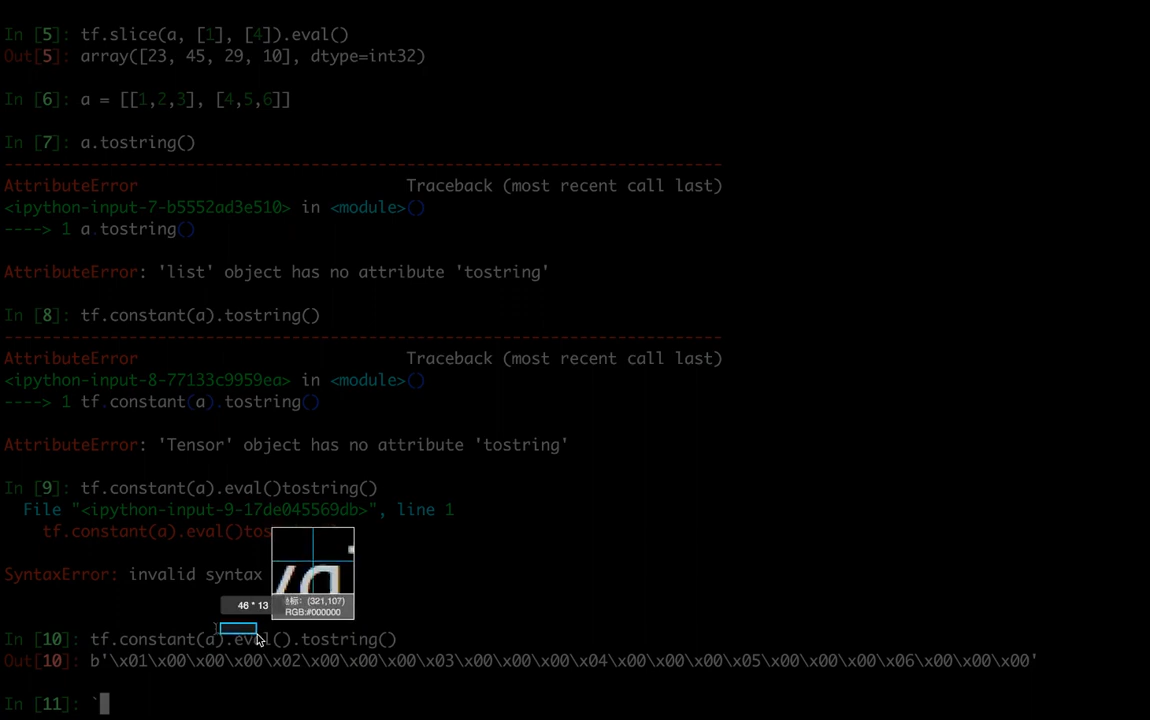 In [5]: tf.slice(a, [1], [4]).eval()
Out[5]: array([23, 45, 29, 10], dtype=int32)
In [6]: a = [[1,2,3], [4,5,6]]
In [7]: a.tostring()
---------------------------------------------------------------------------
AttributeError                            Traceback (most recent call last)
<ipython-input-7-b5552ad3e510> in <module>()
----> 1 a.tostring()
AttributeError: 'list' object has no attribute 'tostring'
In [8]: tf.constant(a).tostring()
---------------------------------------------------------------------------
AttributeError                            Traceback (most recent call last)
<ipython-input-8-77133c9959ea> in <module>()
----> 1 tf.constant(a).tostring()
AttributeError: 'Tensor' object has no attribute 'tostring'
In [9]: tf.constant(a).eval()tostring()
  File "<ipython-input-9-17de045569db>", line 1
    tf.constant(a).eval()tos
SyntaxError: invalid syntax
46 * 13
标: (321,107)
RGB:#000000
In [10]: tf.constant(a).eval().tostring()
Out[10]: b'\x01\x00\x00\x00\x02\x00\x00\x00\x03\x00\x00\x00\x04\x00\x00\x00\x05\x00\x00\x00\x06\x00\x00\x00'
In [11]: `